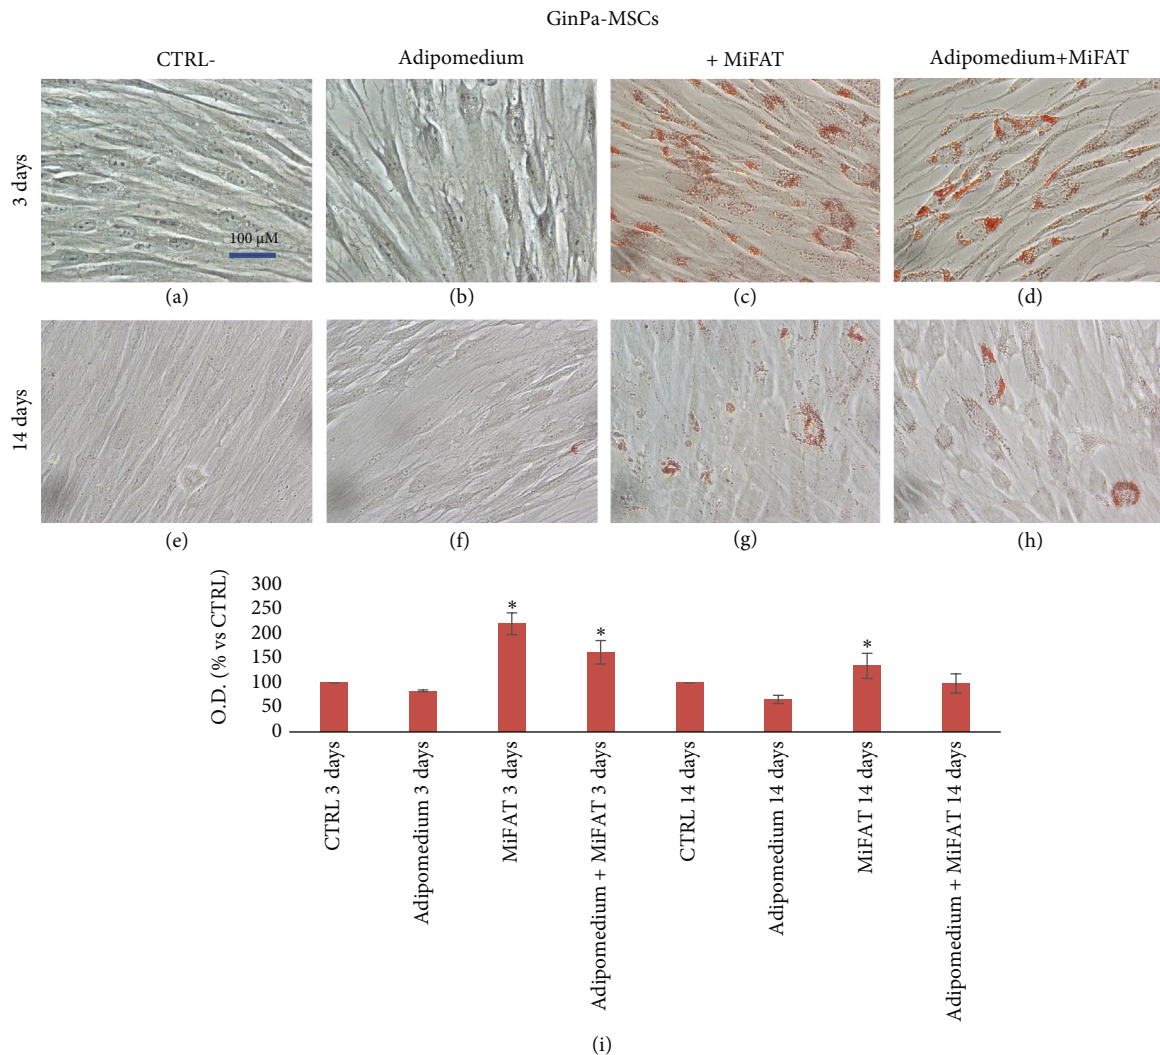 GinPa-MSCs
CTRL-
Adipomedium
+ MiFAT
Adipomedium+MiFAT
3 days
100 μM
(a)
(b)
(c)
(d)
14 days
(e)
(f)
(g)
(h)
O.D. (% vs CTRL)
300
250
200
150
100
50
0
*
*
*
CTRL 3 days
Adipomedium 3 days
MiFAT 3 days
Adipomedium + MiFAT 3 days
CTRL 14 days
Adipomedium 14 days
MiFAT 14 days
Adipomedium + MiFAT 14 days
(i)